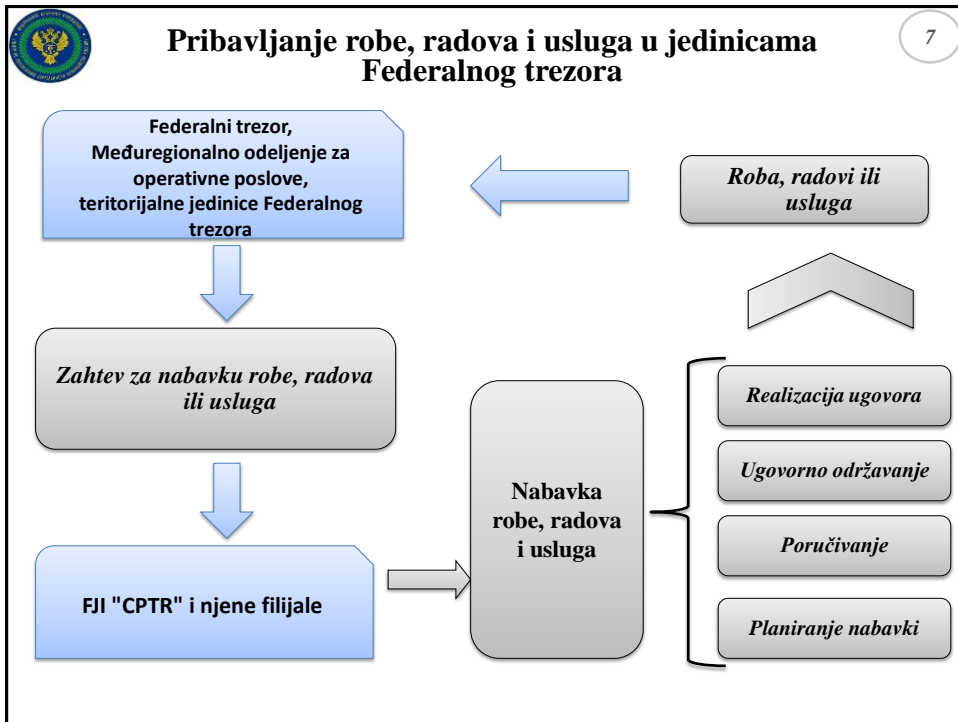 Pribavljanje robe, radova i usluga u jedinicama
Federalnog trezora
7
Federalni trezor,
Međuregionalno odeljenje za
operativne poslove,
teritorijalne jedinice Federalnog
trezora
Roba, radovi ili
usluga
Zahtev za nabavku robe, radova
ili usluga
Nabavka
robe, radova
i usluga
Realizacija ugovora
Ugovorno održavanje
Poručivanje
Planiranje nabavki
FJI "CPTR" i njene filijale